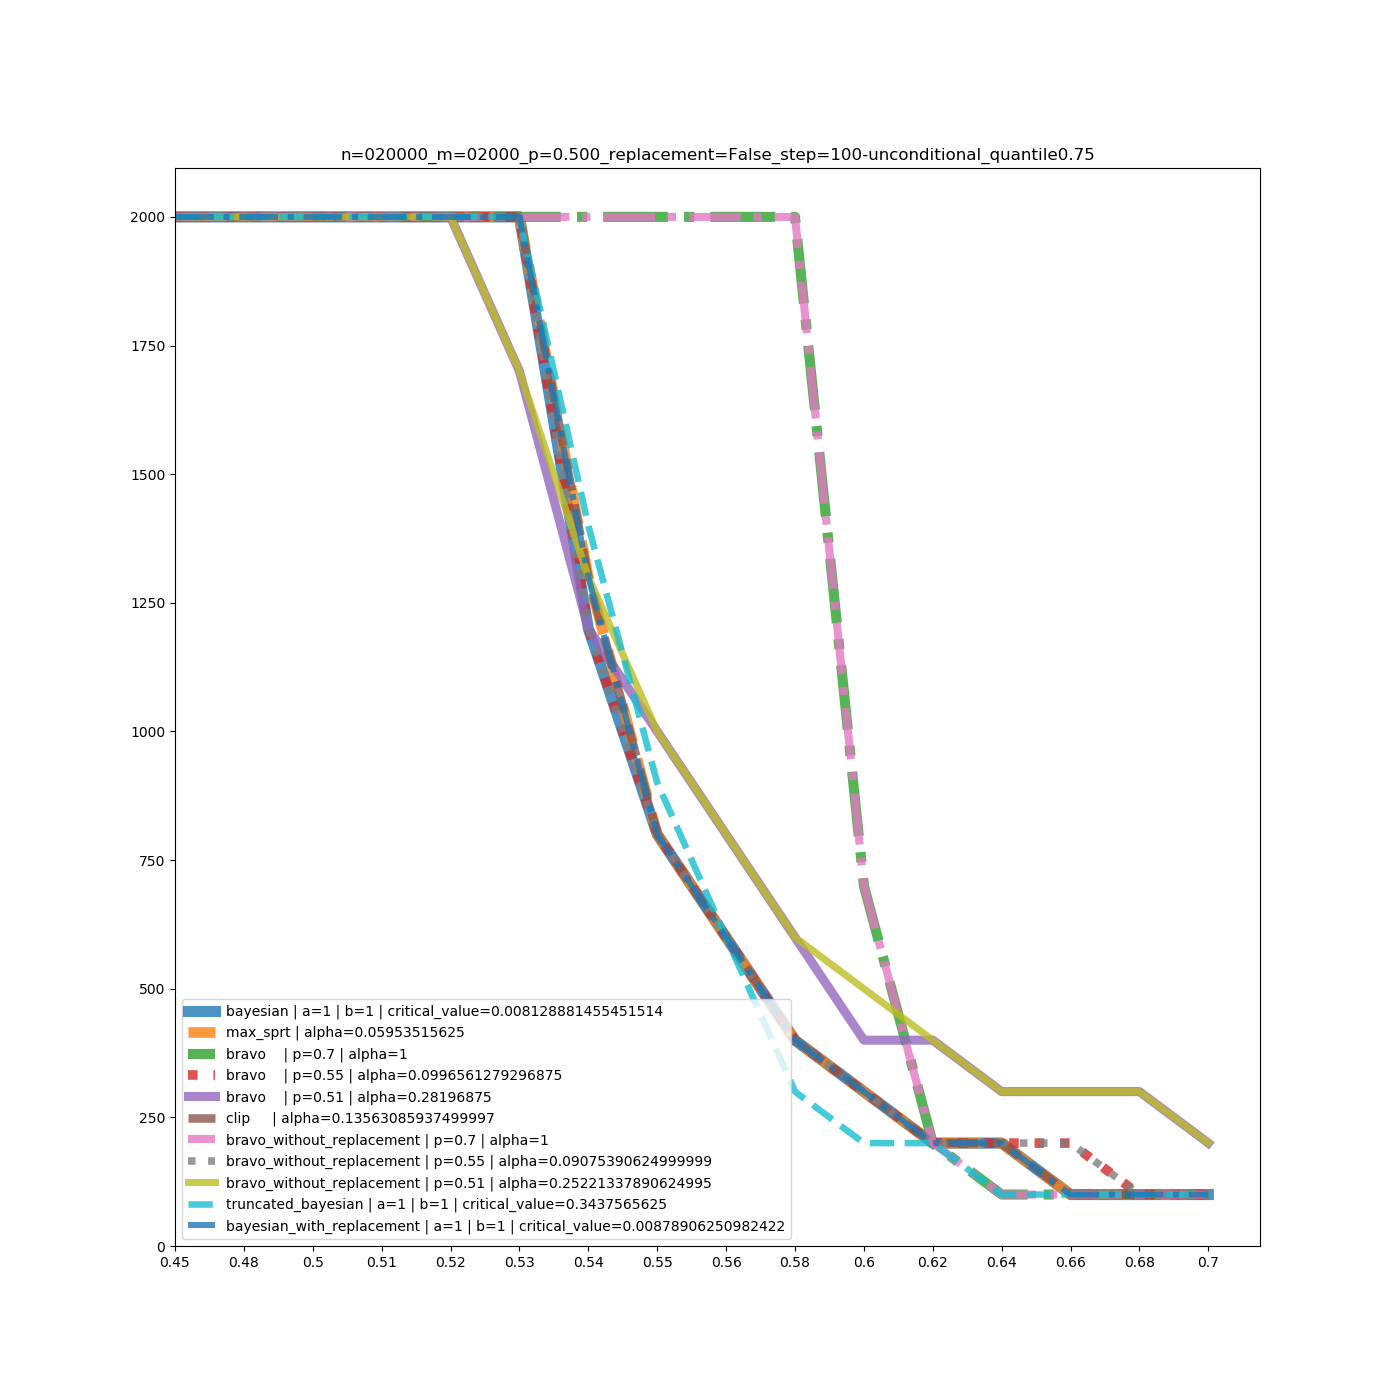 n=020000_m=02000_p=0.500_replacement=False_step=100-unconditional_quantile0.75
2000
1750
1500
1250
1000
750
500
250
0
bayesian | a=1 | b=1 | critical_value=0.008128881455451514
max_sprt | alpha=0.05953515625
bravo | p=0.7 | alpha=1
bravo | p=0.55 | alpha=0.0996561279296875
bravo | p=0.51 | alpha=0.28196875
clip | alpha=0.13563085937499997
bravo_without_replacement | p=0.7 | alpha=1
bravo_without_replacement | p=0.55 | alpha=0.09075390624999999
bravo_without_replacement | p=0.51 | alpha=0.25221337890624995
truncated_bayesian | a=1 | b=1 | critical_value=0.3437565625
bayesian_with_replacement | a=1 | b=1 | critical_value=0.00878906250982422
0.45 0.48 0.5 0.51 0.52 0.53 0.54 0.55 0.56 0.58 0.6 0.62 0.64 0.66 0.68 0.7